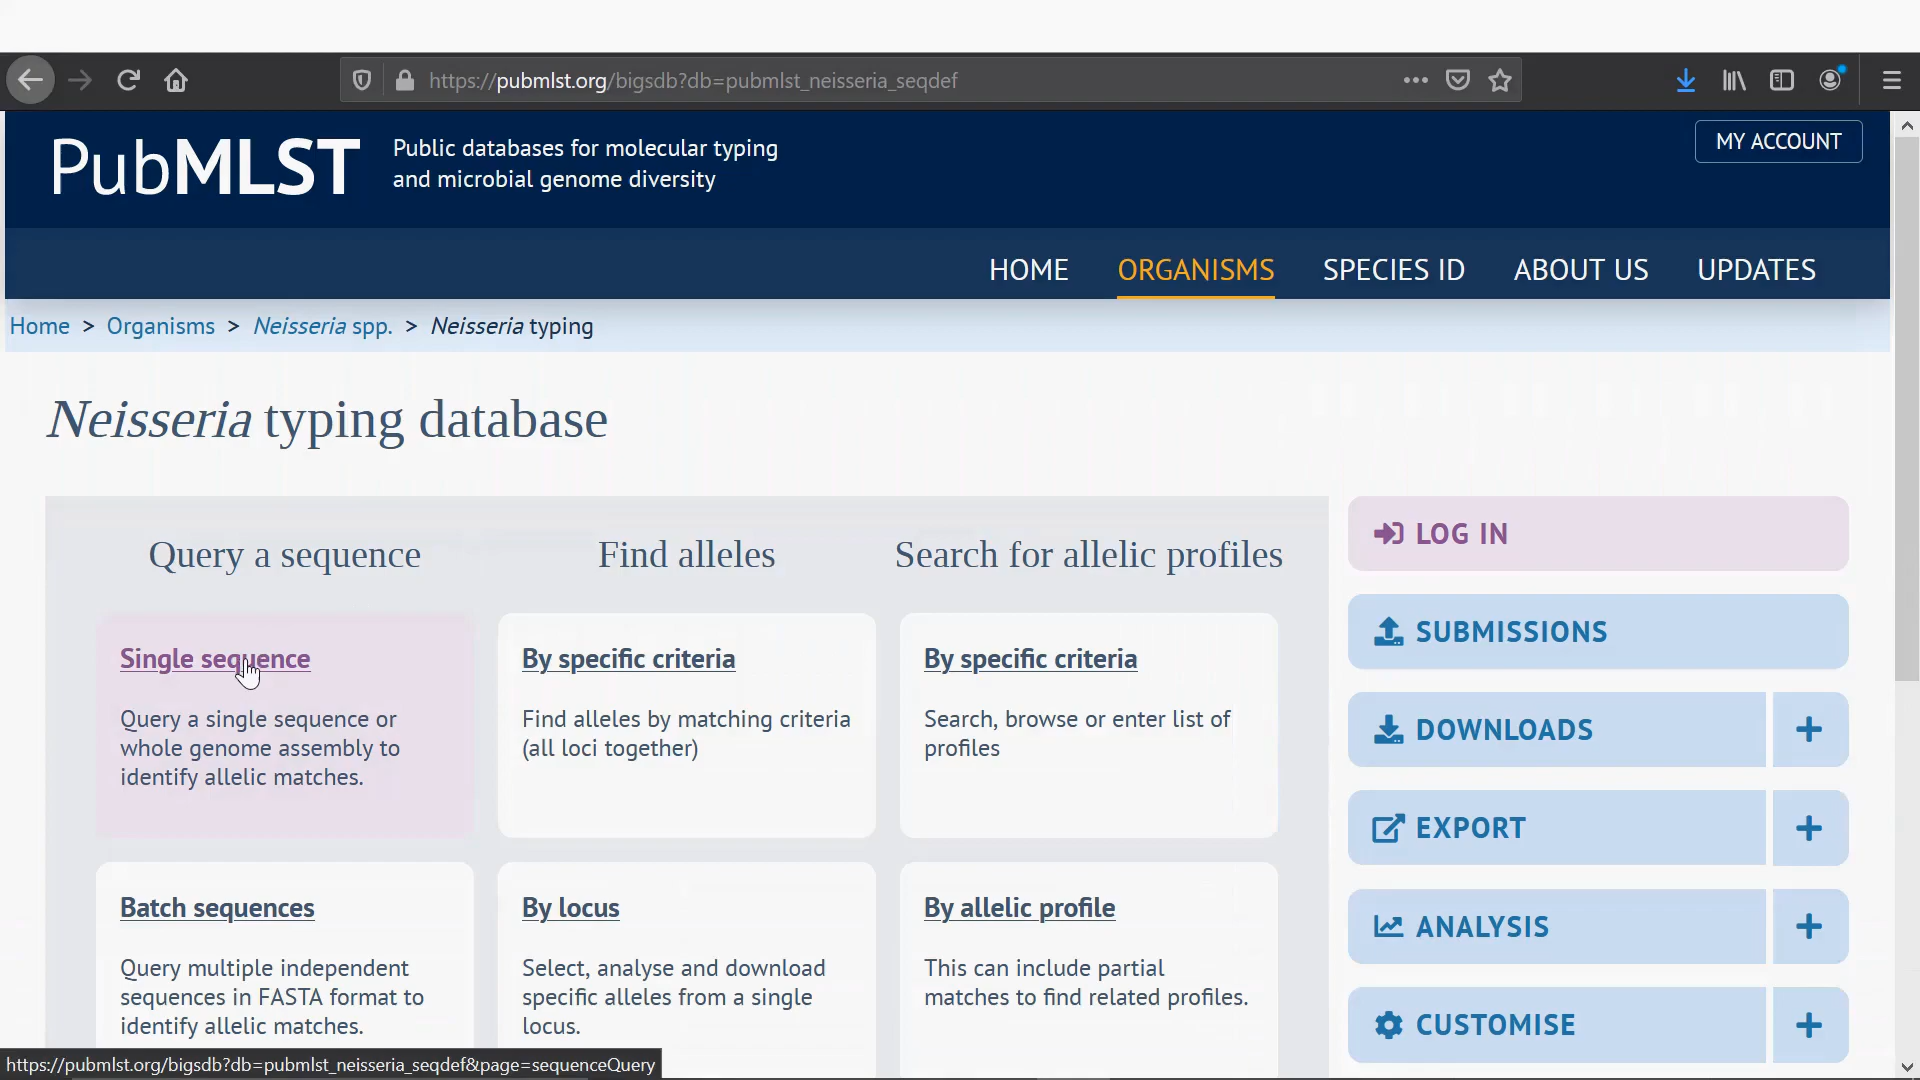 https://pubmlst.org/bigsdb?db=pubmlst_neisseria_seqdef
PubMLST
Public databases for molecular typing
and microbial genome diversity
MY ACCOUNT
HOME ORGANISMS SPECIES ID ABOUT US UPDATES
Home > Organisms > Neisseria spp. > Neisseria typing
Neisseria typing database
Query a sequence
Single sequence
Query a single sequence or
whole genome assembly to
identify allelic matches.
Batch sequences
Query multiple independent
sequences in FASTA format to
identify allelic matches.
Find alleles
By specific criteria
Find alleles by matching criteria
(all loci together)
By locus
Select, analyse and download
specific alleles from a single
locus.
Search for allelic profiles
By specific criteria
Search, browse or enter list of
profiles
By allelic profile
This can include partial
matches to find related profiles.
LOG IN
SUBMISSIONS
DOWNLOADS +
EXPORT +
ANALYSIS +
CUSTOMISE +
https://pubmlst.org/bigsdb?db=pubmlst_neisseria_seqdef&page=sequenceQuery